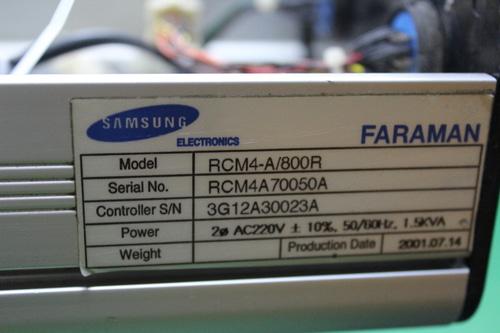 SAMSUNG
ELECTRONICS
FARAMAN
Model RCM4-A/800R
Serial No. RCM4A70050A
Controller S/N 3G12A30023A
Power 2ø AC220V ± 10%, 50/60Hz, 1.5KVA
Weight Production Date 2001.07.14